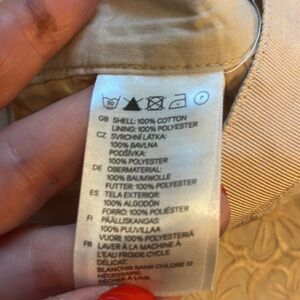 GB SHELL: 100% COTTON
LINING: 100% POLYESTER
CZ SVRCHNÍ LÁTKA:
100% BAVLNA
PODŠÍVKA:
100% POLYESTER
DE OBERMATERIAL:
100% BAUMWOLLE
FUTTER: 100% POLYESTER
ES TELA EXTERIOR:
100% ALGODÓN
FORRO: 100% POLIÉSTER
FI PÄÄLLISKANGAS:
100% PUUVILLAA
VUORI: 100% POLYESTERIÄ
FR LAVER À LA MACHINE À
L'EAU FROIDE CYCLE
DÉLICAT.
BLANCHIR SANS CHLORE SI
NÉCESSAIRE.
SÉCHER À